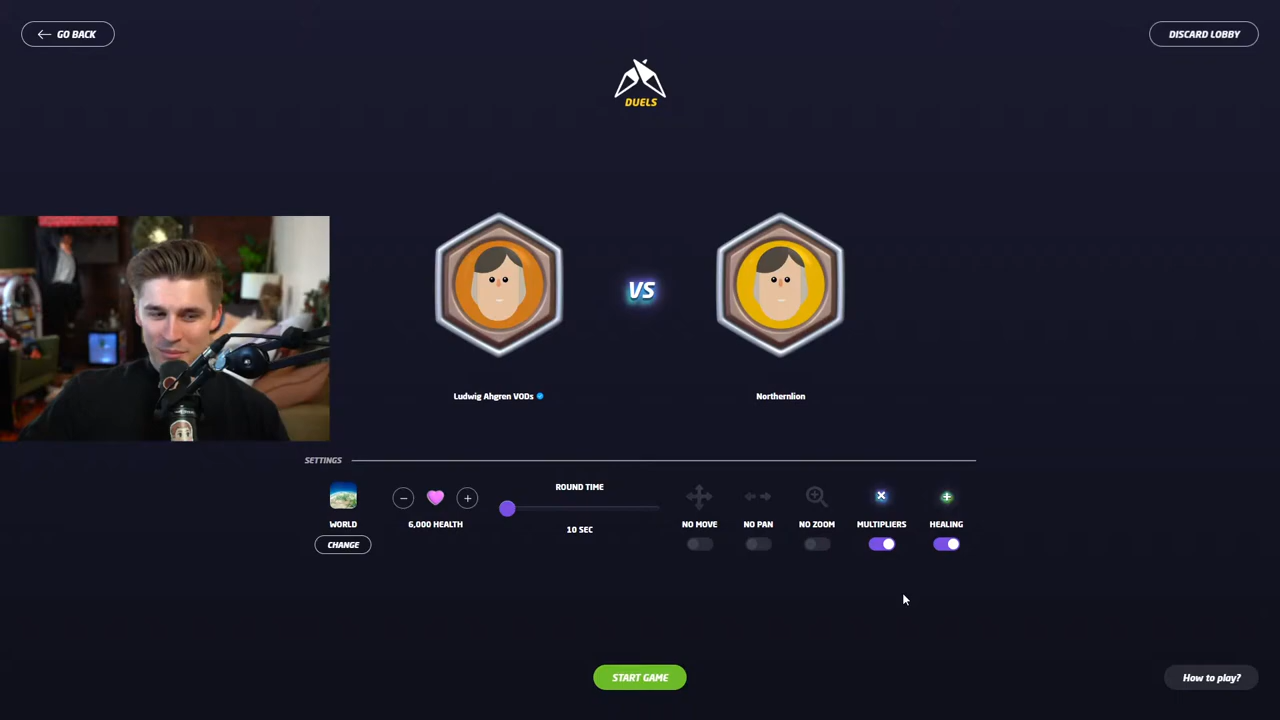 GO BACK
DISCARD LOBBY
DUELS
VS
Ludwig Ahgren VODs
Northernlion
SETTINGS
ROUND TIME
WORLD
6,000 HEALTH
10 SEC
NO MOVE
NO PAN
NO ZOOM
MULTIPLIERS
HEALING
CHANGE
START GAME
How to play?